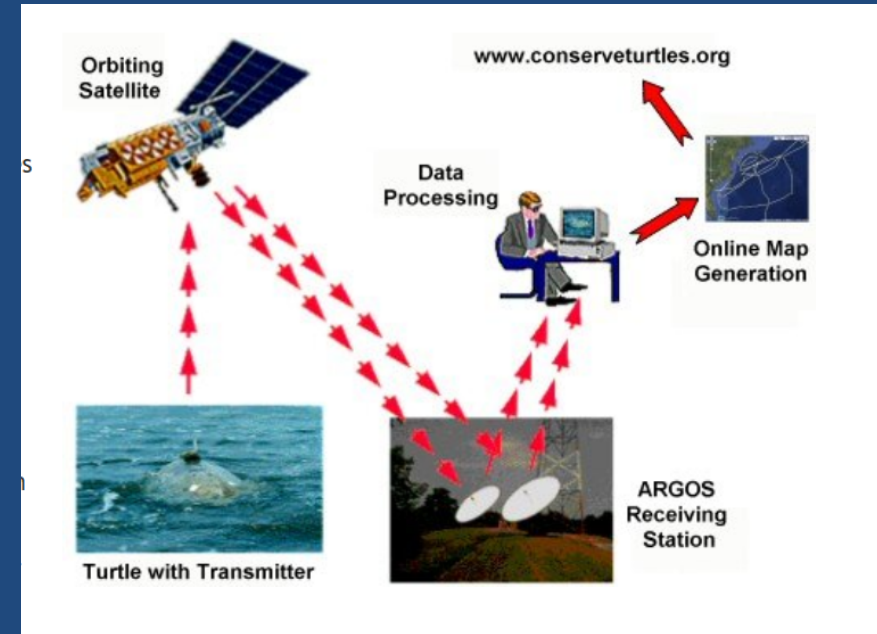 Orbiting
Satellite
www.conserveturtles.org
s
Data
Processing
Online Map
Generation
n
ARGOS
Receiving
Station
Turtle with Transmitter